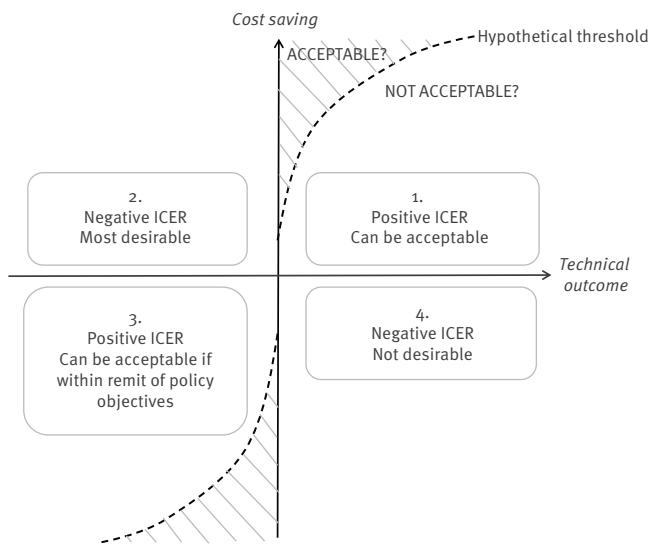 Cost saving
Hypothetical threshold
ACCEPTABLE?
NOT ACCEPTABLE?
2.
Negative ICER
Most desirable
1.
Positive ICER
Can be acceptable
Technical
outcome
3.
Positive ICER
Can be acceptable if
within remit of policy
objectives
4.
Negative ICER
Not desirable